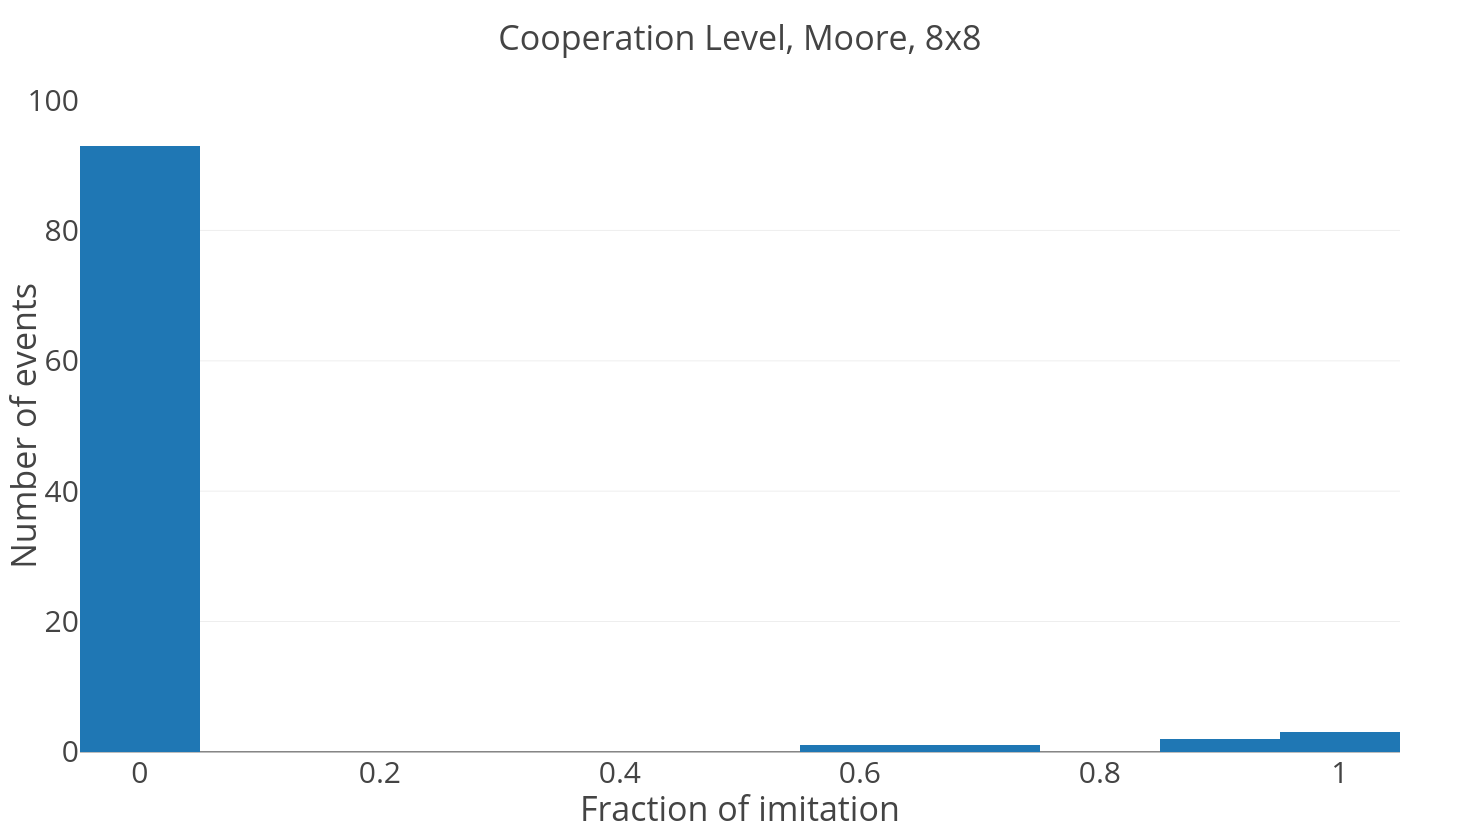 Cooperation Level, Moore, 8x8
100
80
60
40
20
0
Number of events
0 0.2 0.4 0.6 0.8 1
Fraction of imitation